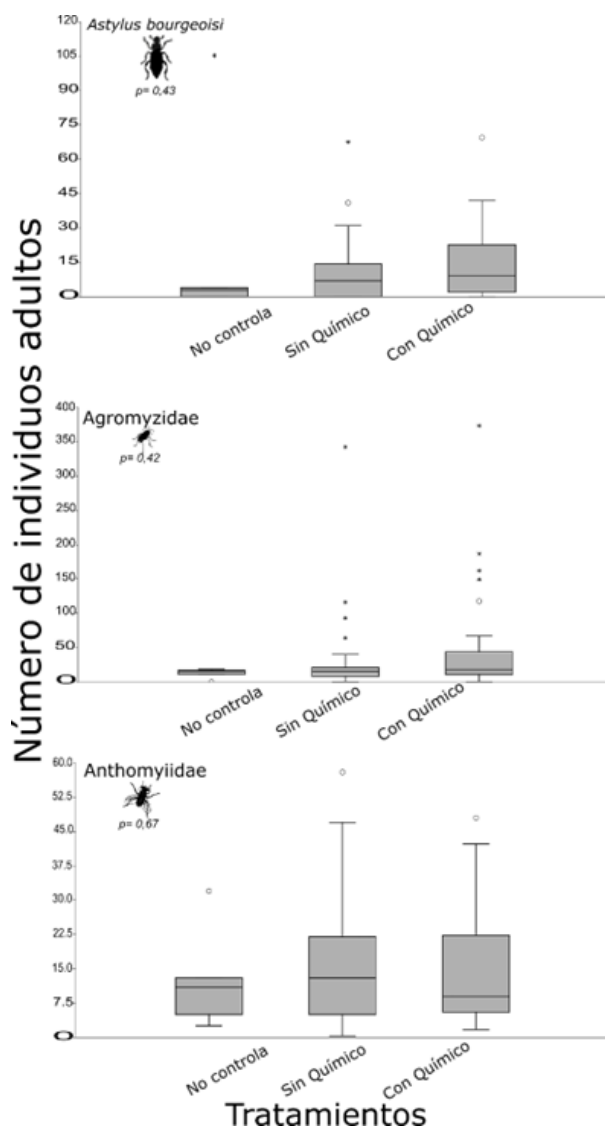 Número de individuos adultos
Astylus bourgeoisi
p= 0,43
120
105
90
75
60
45
30
15
0
No controla
Sin Químico
Con Químico
Agromyzidae
p= 0,42
400
350
300
250
200
150
100
50
0
No controla
Sin Químico
Con Químico
Anthomyiidae
p= 0,67
60.0
52.5
45.0
37.5
30.0
22.5
15.0
7.5
0
No controla
Sin Químico
Con Químico
Tratamientos